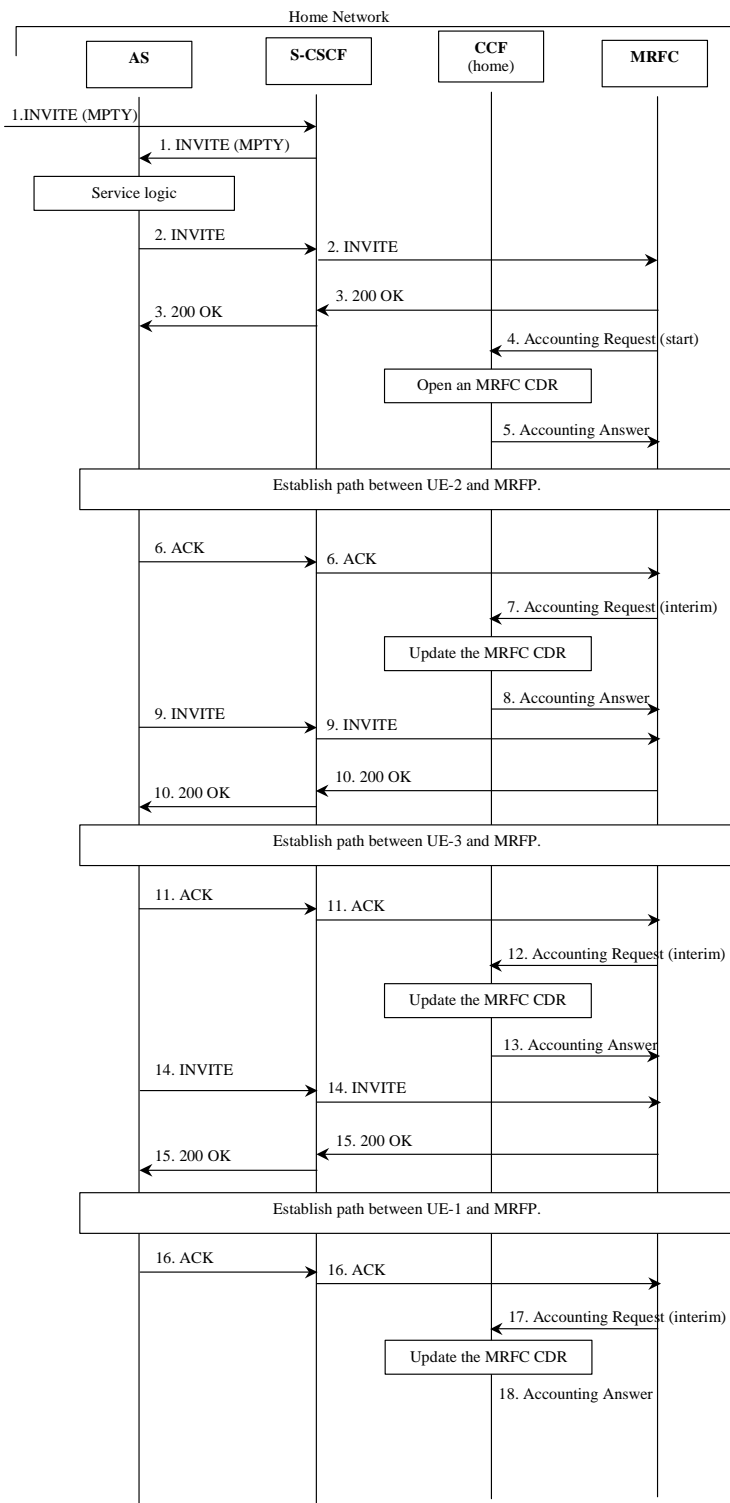 Home Network
AS
S-CSCF
CCF
(home)
MRFC
1.INVITE (MPTY)
1. INVITE (MPTY)
Service logic
2. INVITE
2. INVITE
3. 200 OK
3. 200 OK
4. Accounting Request (start)
Open an MRFC CDR
5. Accounting Answer
Establish path between UE-2 and MRFP.
6. ACK
6. ACK
7. Accounting Request (interim)
Update the MRFC CDR
8. Accounting Answer
9. INVITE
9. INVITE
10. 200 OK
10. 200 OK
Establish path between UE-3 and MRFP.
11. ACK
11. ACK
12. Accounting Request (interim)
Update the MRFC CDR
13. Accounting Answer
14. INVITE
14. INVITE
15. 200 OK
15. 200 OK
Establish path between UE-1 and MRFP.
16. ACK
16. ACK
17. Accounting Request (interim)
Update the MRFC CDR
18. Accounting Answer